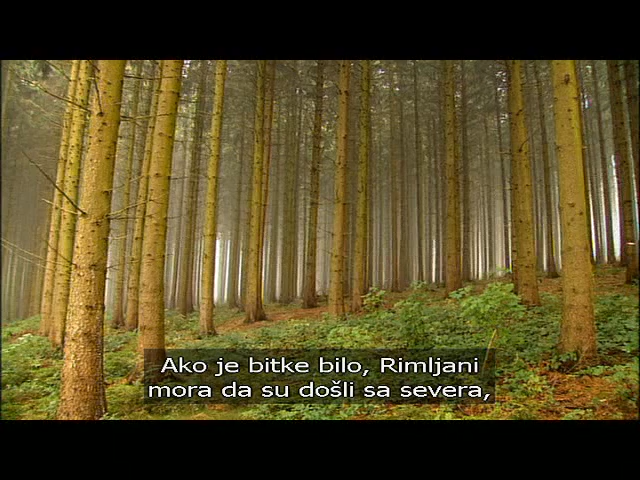 Ako je bitke bilo, Rimljani
mora da su došli sa severa,